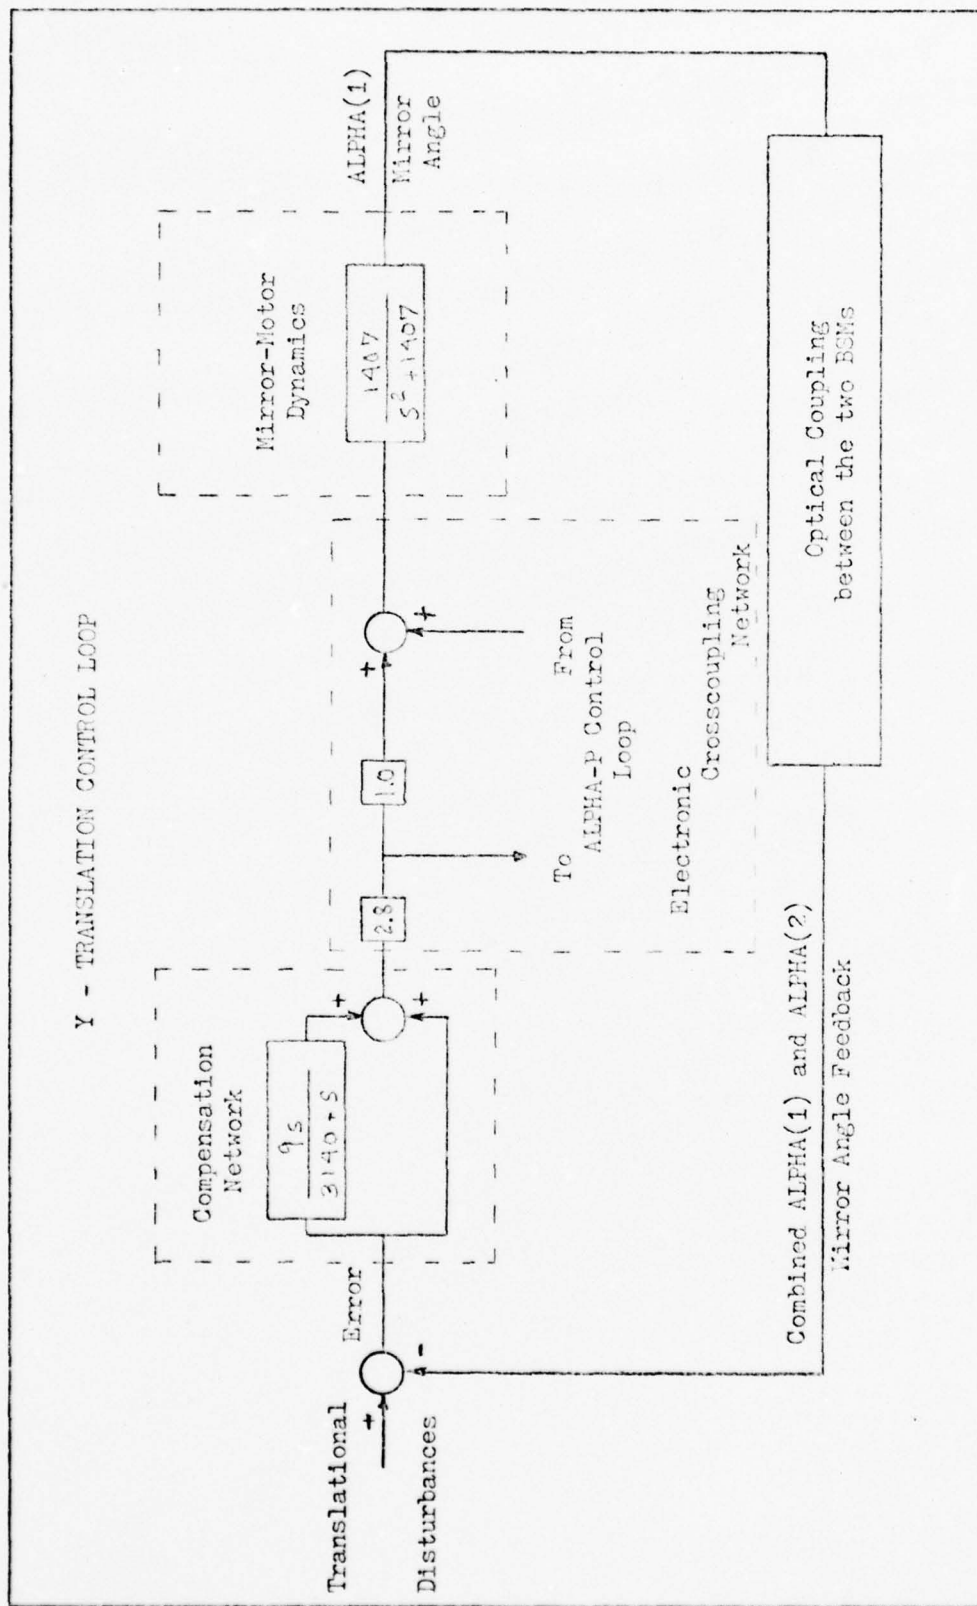 Y - TRANSLATION CONTROL LOOP
Translational
Disturbances
+
-
Error
Compensation
Network
9s
3140+s
+
+
2.8
1.0
To
From
ALPHA-P Control
Loop
Electronic
Crosscoupling
Network
+
+
Mirror-Motor
Dynamics
1407
S² + 1407
ALPHA(1)
Mirror
Angle
Optical Coupling
between the two BSMs
Combined ALPHA(1) and ALPHA(2)
Mirror Angle Feedback